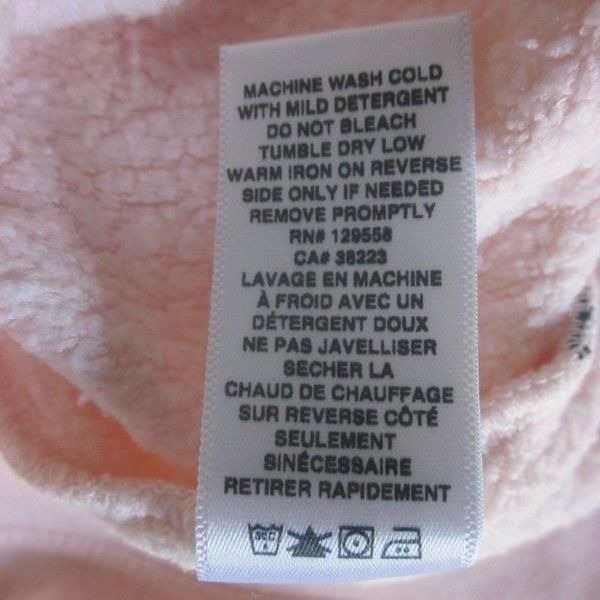 MACHINE WASH COLD
WITH MILD DETERGENT
DO NOT BLEACH
TUMBLE DRY LOW
WARM IRON ON REVERSE
SIDE ONLY IF NEEDED
REMOVE PROMPTLY
RN# 129558
CA# 38223
LAVAGE EN MACHINE
À FROID AVEC UN
DÉTERGENT DOUX
NE PAS JAVELLISER
SECHER LA
CHAUD DE CHAUFFAGE
SUR REVERSE CÔTÉ
SEULEMENT
SINÉCESSAIRE
RETIRER RAPIDEMENT